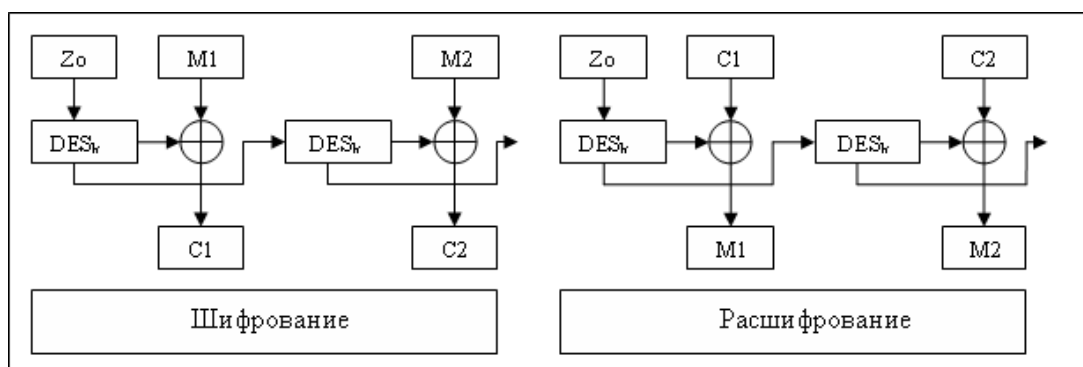 Zo M1 M2 Zo C1 C2
DESk DESk DESk DESk
C1 C2 M1 M2
Шифрование Расшифрование